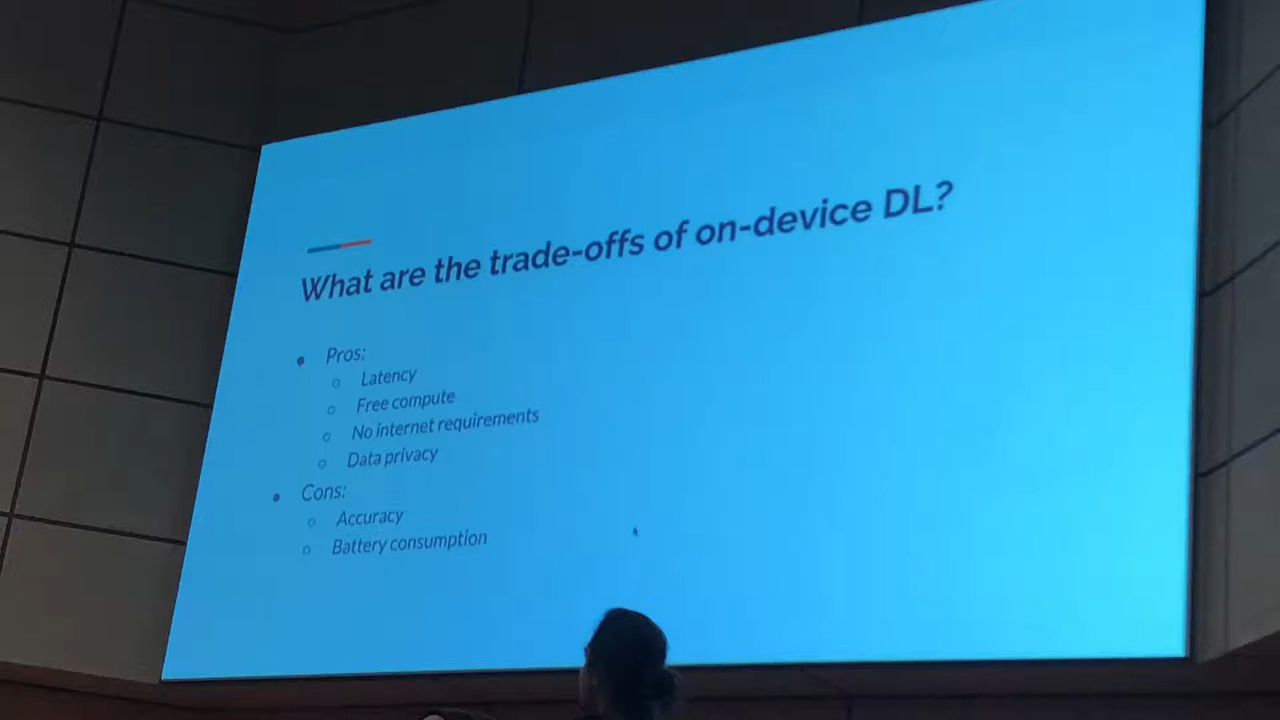 What are the trade-offs of on-device DL?
Pros:
Latency
Free compute
No internet requirements
Data privacy
Cons:
Accuracy
Battery consumption